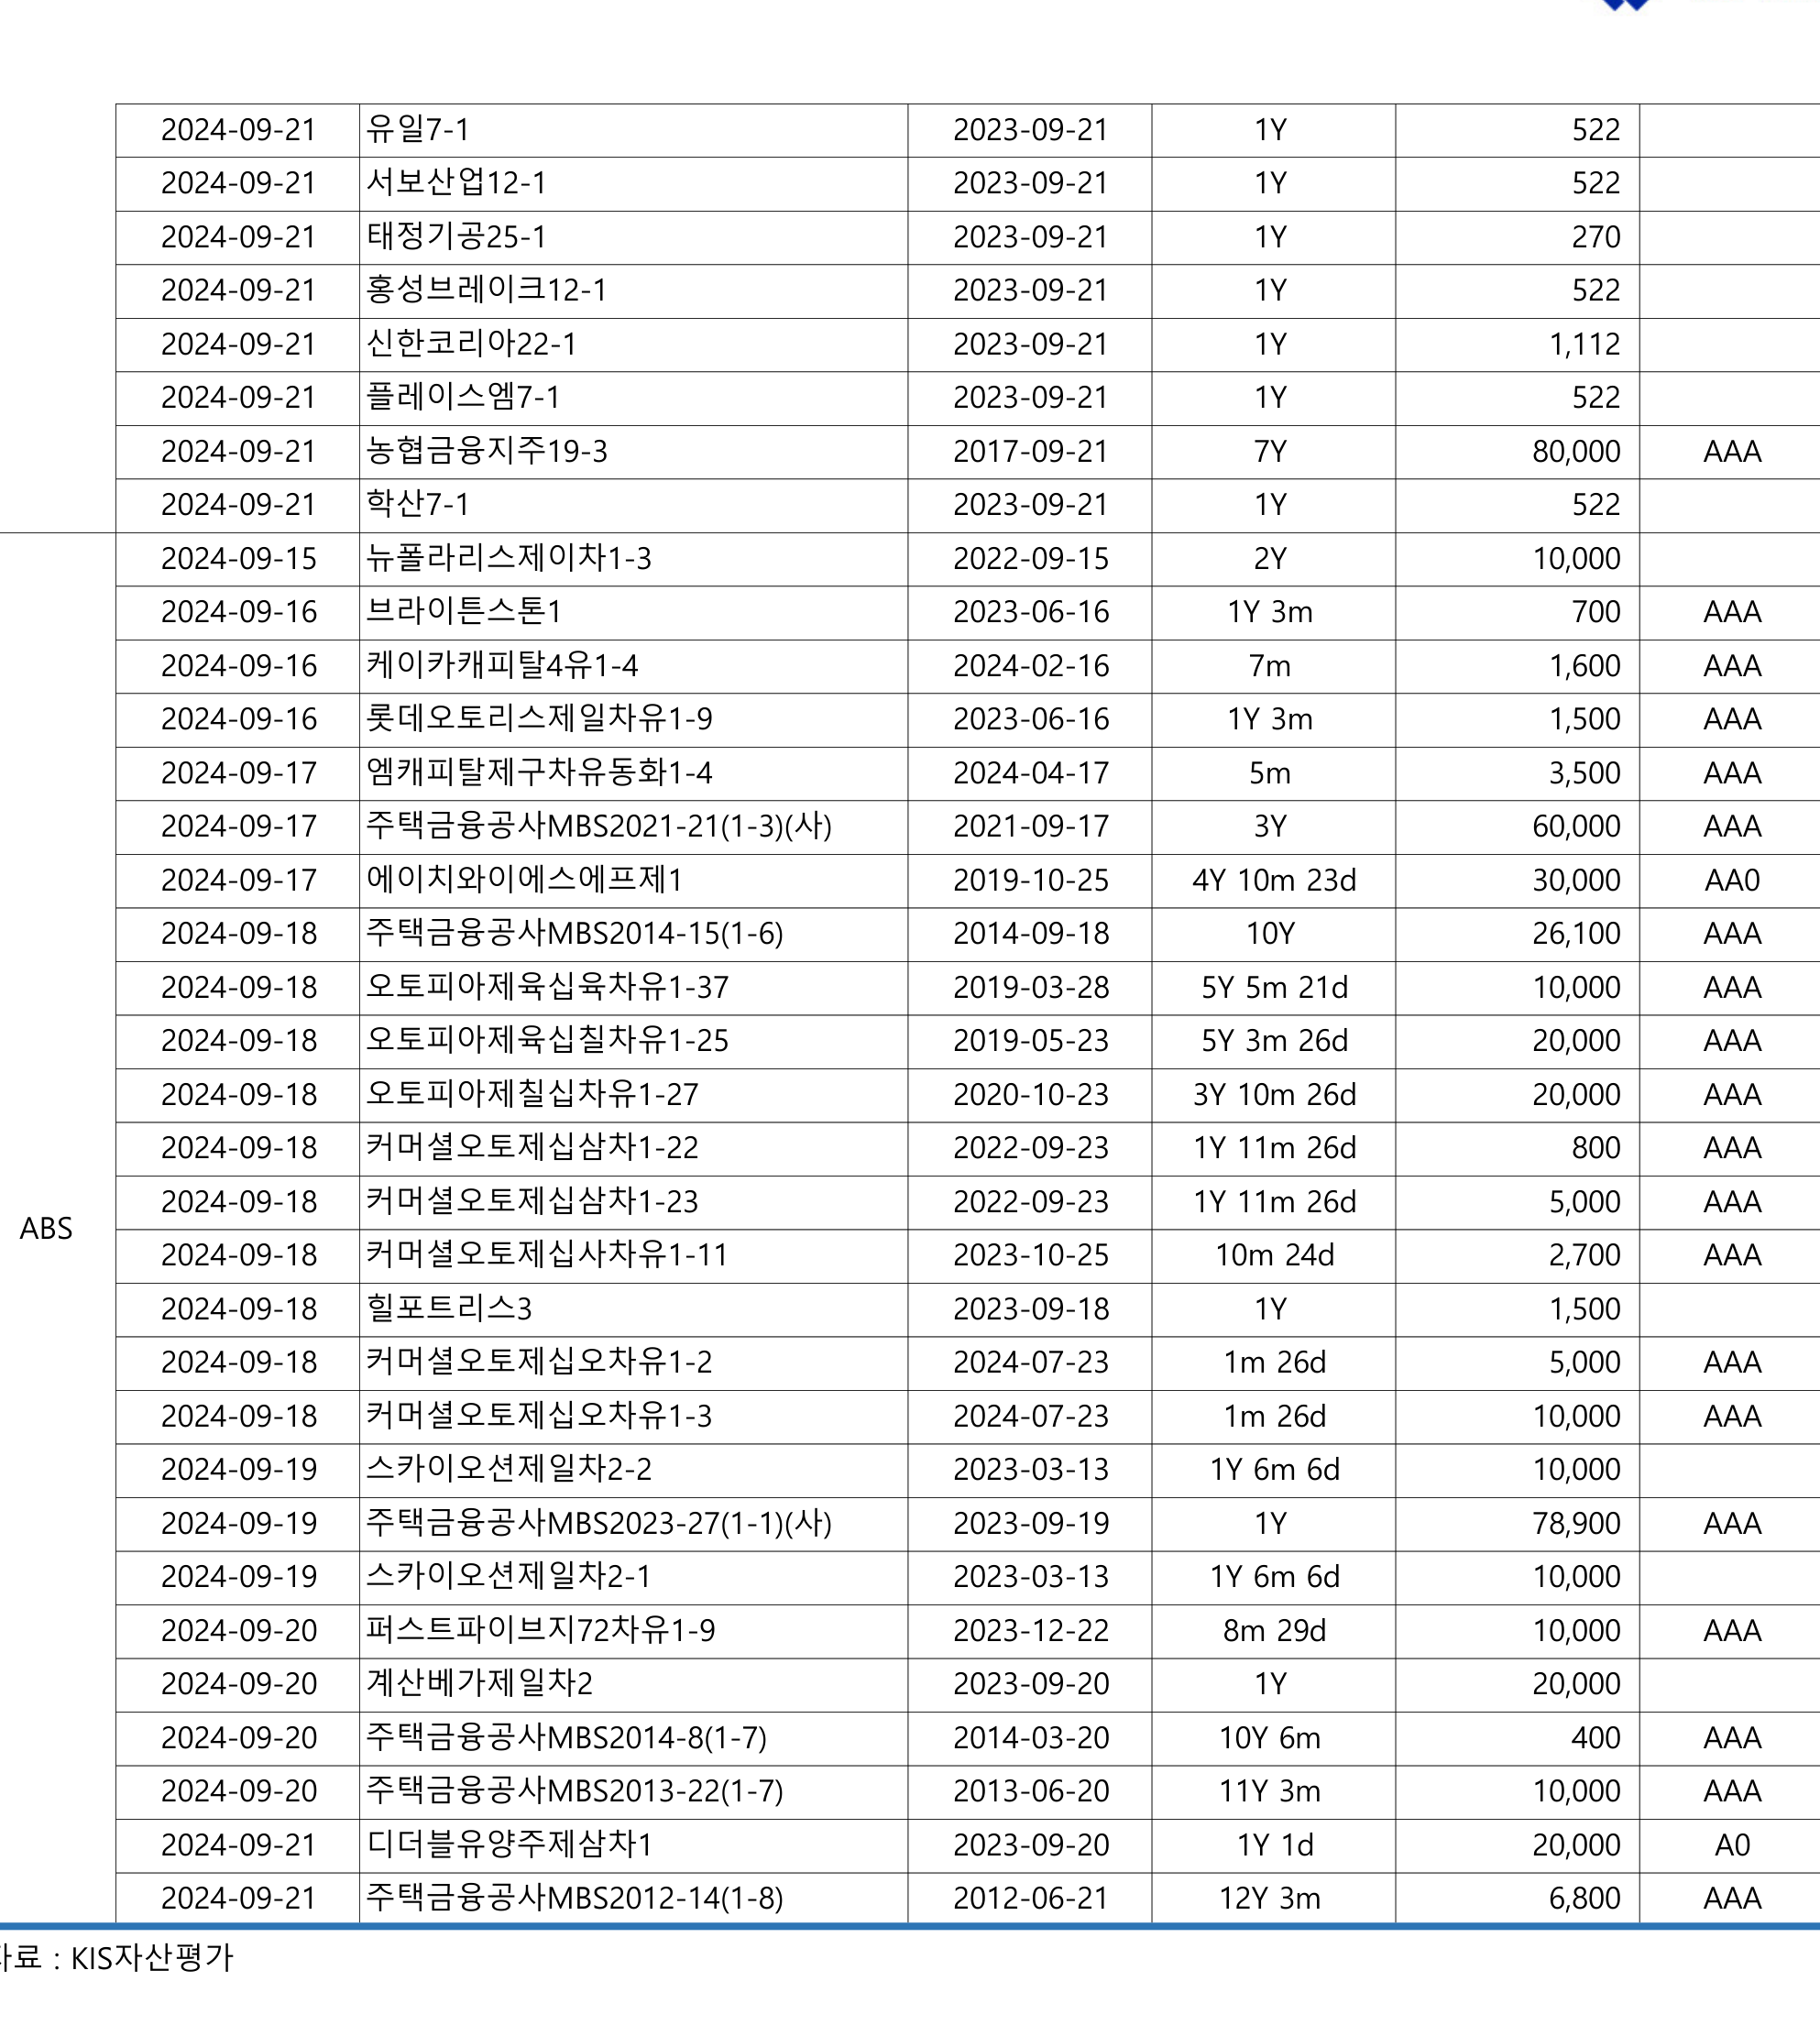 2024-09-21 유일7-1 2023-09-21 1Y 522
2024-09-21 서보산업12-1 2023-09-21 1Y 522
2024-09-21 태정기공25-1 2023-09-21 1Y 270
2024-09-21 홍성브레이크12-1 2023-09-21 1Y 522
2024-09-21 신한코리아22-1 2023-09-21 1Y 1,112
2024-09-21 플레이스엠7-1 2023-09-21 1Y 522
2024-09-21 농협금융지주19-3 2017-09-21 7Y 80,000 AAA
2024-09-21 학산7-1 2023-09-21 1Y 522
2024-09-15 뉴폴라리스제이차1-3 2022-09-15 2Y 10,000
2024-09-16 브라이튼스톤1 2023-06-16 1Y 3m 700 AAA
2024-09-16 케이카캐피탈4유1-4 2024-02-16 7m 1,600 AAA
2024-09-16 롯데오토리스제일차유1-9 2023-06-16 1Y 3m 1,500 AAA
2024-09-17 엠캐피탈제구차유동화1-4 2024-04-17 5m 3,500 AAA
2024-09-17 주택금융공사MBS2021-21(1-3)(사) 2021-09-17 3Y 60,000 AAA
2024-09-17 에이치와이에스에프제1 2019-10-25 4Y 10m 23d 30,000 AA0
2024-09-18 주택금융공사MBS2014-15(1-6) 2014-09-18 10Y 26,100 AAA
2024-09-18 오토피아제육십육차유1-37 2019-03-28 5Y 5m 21d 10,000 AAA
2024-09-18 오토피아제육십칠차유1-25 2019-05-23 5Y 3m 26d 20,000 AAA
2024-09-18 오토피아제칠십차유1-27 2020-10-23 3Y 10m 26d 20,000 AAA
2024-09-18 커머셜오토제십삼차1-22 2022-09-23 1Y 11m 26d 800 AAA
2024-09-18 커머셜오토제십삼차1-23 2022-09-23 1Y 11m 26d 5,000 AAA
ABS
2024-09-18 커머셜오토제십사차유1-11 2023-10-25 10m 24d 2,700 AAA
2024-09-18 힐포트리스3 2023-09-18 1Y 1,500
2024-09-18 커머셜오토제십오차유1-2 2024-07-23 1m 26d 5,000 AAA
2024-09-18 커머셜오토제십오차유1-3 2024-07-23 1m 26d 10,000 AAA
2024-09-19 스카이오션제일차2-2 2023-03-13 1Y 6m 6d 10,000
2024-09-19 주택금융공사MBS2023-27(1-1)(사) 2023-09-19 1Y 78,900 AAA
2024-09-19 스카이오션제일차2-1 2023-03-13 1Y 6m 6d 10,000
2024-09-20 퍼스트파이브지72차유1-9 2023-12-22 8m 29d 10,000 AAA
2024-09-20 계산베가제일차2 2023-09-20 1Y 20,000
2024-09-20 주택금융공사MBS2014-8(1-7) 2014-03-20 10Y 6m 400 AAA
2024-09-20 주택금융공사MBS2013-22(1-7) 2013-06-20 11Y 3m 10,000 AAA
2024-09-21 디더블유양주제삼차1 2023-09-20 1Y 1d 20,000 A0
2024-09-21 주택금융공사MBS2012-14(1-8) 2012-06-21 12Y 3m 6,800 AAA
자료 : KIS자산평가